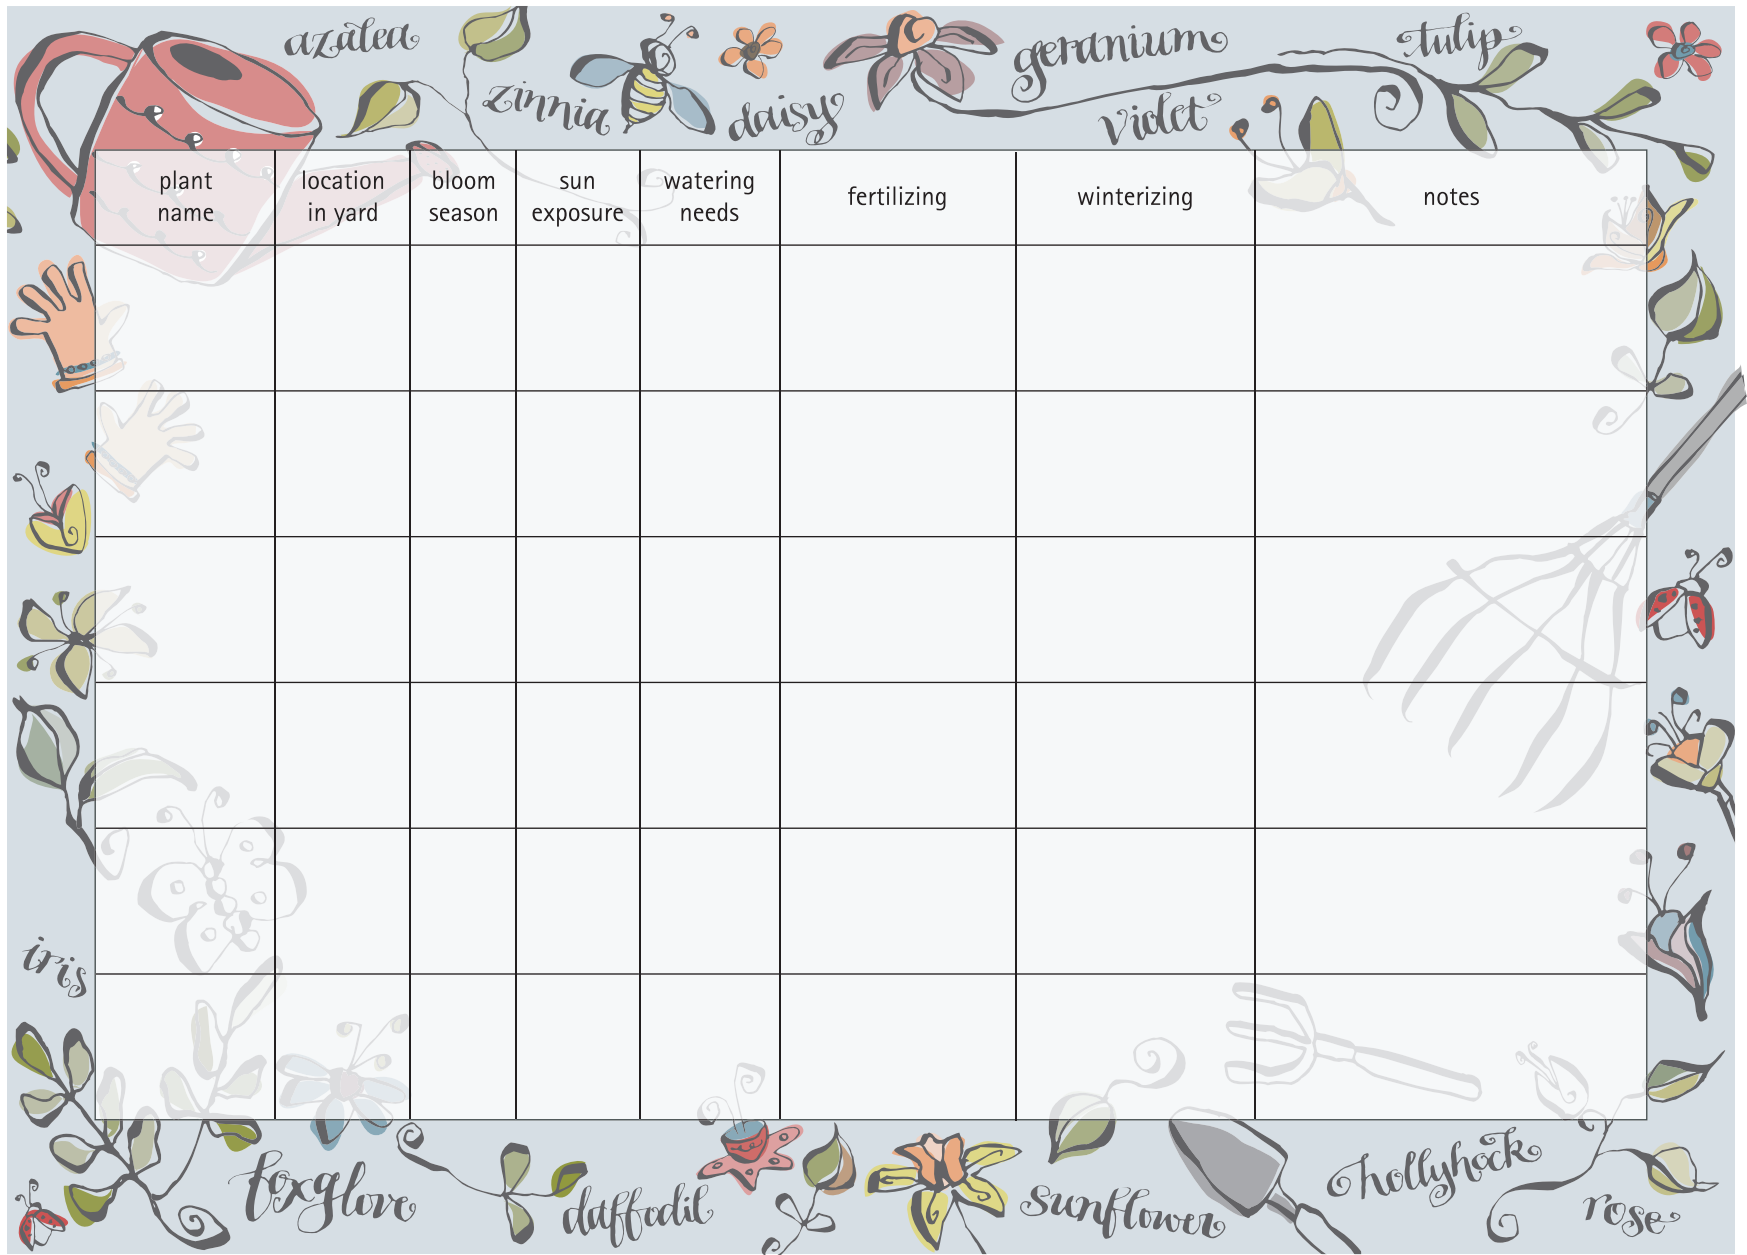 azalea
zinnia
daisy
geranium
violet
tulip
plant
name
location
in yard
bloom
season
sun
exposure
watering
needs
fertilizing
winterizing
notes
iris
foxglove
daffodil
sunflower
hollyhock
rose